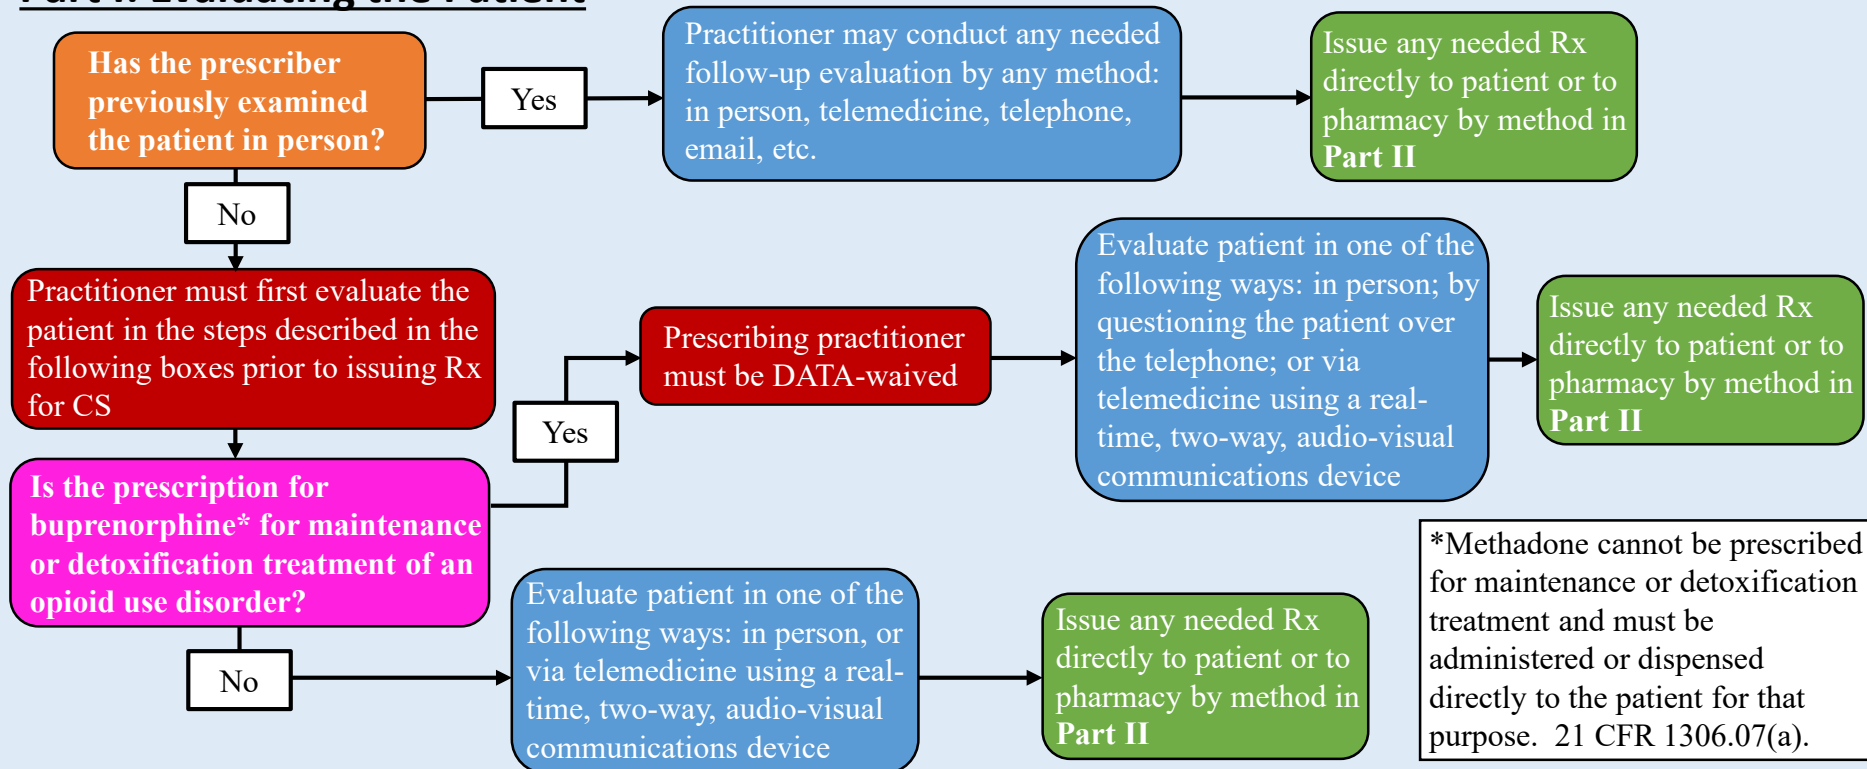 Part I: Evaluating the Patient
Has the prescriber
previously examined
the patient in person?
Yes
Practitioner may conduct any needed
follow-up evaluation by any method:
in person, telemedicine, telephone,
email, etc.
Issue any needed Rx
directly to patient or to
pharmacy by method in
Part II
No
Practitioner must first evaluate the
patient in the steps described in the
following boxes prior to issuing Rx
for CS
Is the prescription for
buprenorphine* for maintenance
or detoxification treatment of an
opioid use disorder?
Yes
Prescribing practitioner
must be DATA-waived
Evaluate patient in one of the
following ways: in person; by
questioning the patient over
the telephone; or via
telemedicine using a real-
time, two-way, audio-visual
communications device
Issue any needed Rx
directly to patient or to
pharmacy by method in
Part II
No
Evaluate patient in one of the
following ways: in person, or
via telemedicine using a real-
time, two-way, audio-visual
communications device
Issue any needed Rx
directly to patient or to
pharmacy by method in
Part II
*Methadone cannot be prescribed
for maintenance or detoxification
treatment and must be
administered or dispensed
directly to the patient for that
purpose. 21 CFR 1306.07(a).